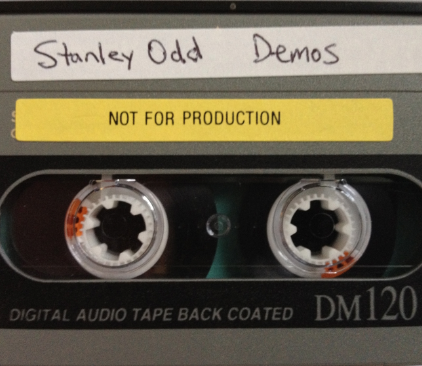 Stanley Odd Demos
NOT FOR PRODUCTION
DIGITAL AUDIO TAPE BACK COATED DM120